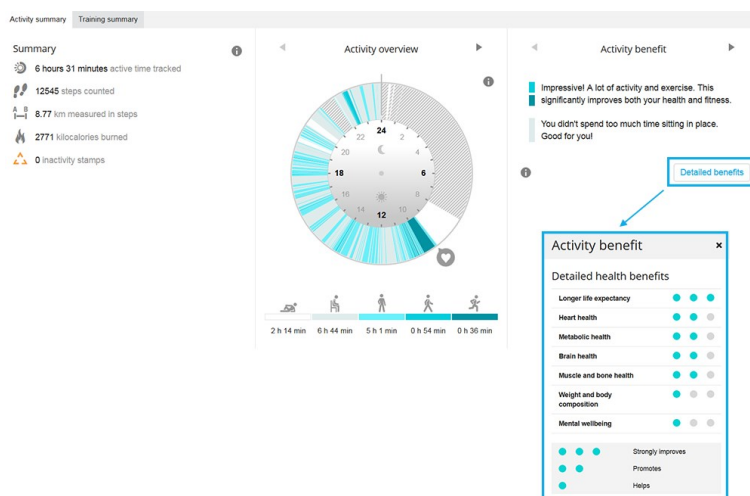 Activity summary
Training summary
Summary
6 hours 31 minutes active time tracked
12545 steps counted
A B
8.77 km measured in steps
2771 kilocalories burned
0 inactivity stamps
Activity overview
24
2
4
6
8
10
12
14
16
18
20
22
2 h 14 min
6 h 44 min
5 h 1 min
0 h 54 min
0 h 36 min
Activity benefit
Impressive! A lot of activity and exercise. This
significantly improves both your health and fitness.
You didn't spend too much time sitting in place.
Good for you!
Detailed benefits
Activity benefit
×
Detailed health benefits
Longer life expectancy
Heart health
Metabolic health
Brain health
Muscle and bone health
Weight and body
composition
Mental wellbeing
Strongly improves
Promotes
Helps